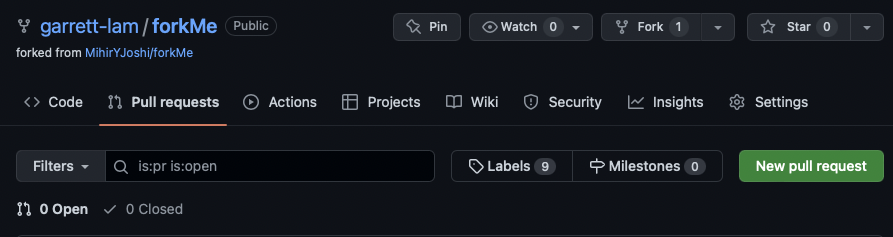 garrett-lam / forkMe Public Pin Watch 0 Fork 1 Star 0
forked from MihirYJoshi/forkMe
Code Pull requests Actions Projects Wiki Security Insights Settings
Filters is:pr is:open Labels 9 Milestones 0 New pull request
0 Open 0 Closed